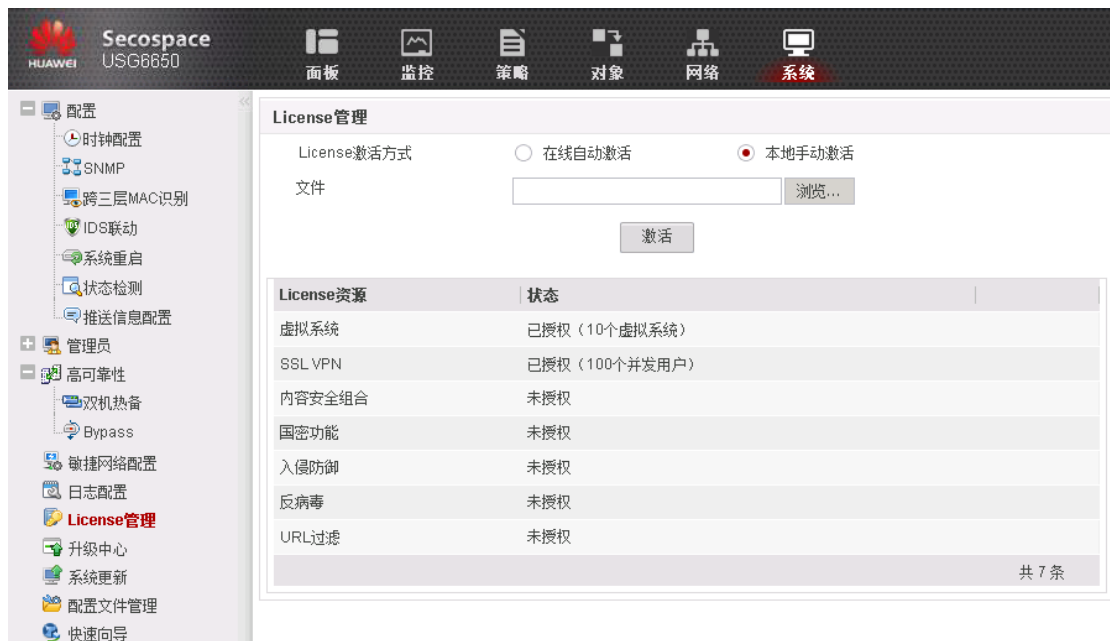 HUAWEI
Secospace
USG6650
面板 监控 策略 对象 网络 系统
配置
时钟配置
SNMP
跨三层MAC识别
IDS联动
系统重启
状态检测
推送信息配置
管理员
高可靠性
双机热备
Bypass
敏捷网络配置
日志配置
License管理
升级中心
系统更新
配置文件管理
快速向导
License管理
License激活方式 在线自动激活 本地手动激活
文件 浏览...
激活
License资源 状态
虚拟系统 已授权（10个虚拟系统）
SSL VPN 已授权（100个并发用户）
内容安全组合 未授权
国密功能 未授权
入侵防御 未授权
反病毒 未授权
URL过滤 未授权
共 7 条